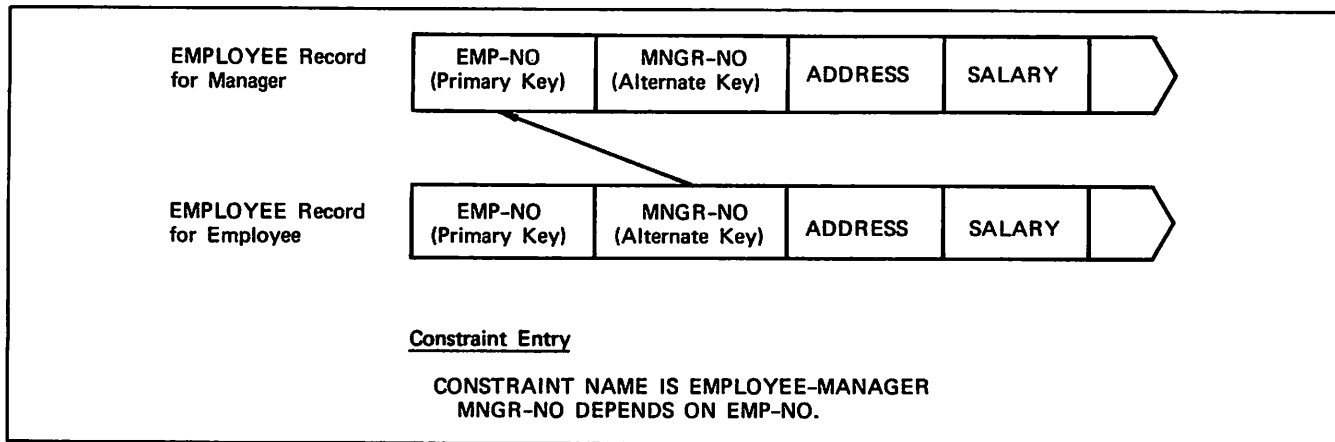 EMPLOYEE Record
for Manager
EMP-NO
(Primary Key)
MNGR-NO
(Alternate Key)
ADDRESS
SALARY
EMPLOYEE Record
for Employee
EMP-NO
(Primary Key)
MNGR-NO
(Alternate Key)
ADDRESS
SALARY
Constraint Entry
CONSTRAINT NAME IS EMPLOYEE-MANAGER
MNGR-NO DEPENDS ON EMP-NO.